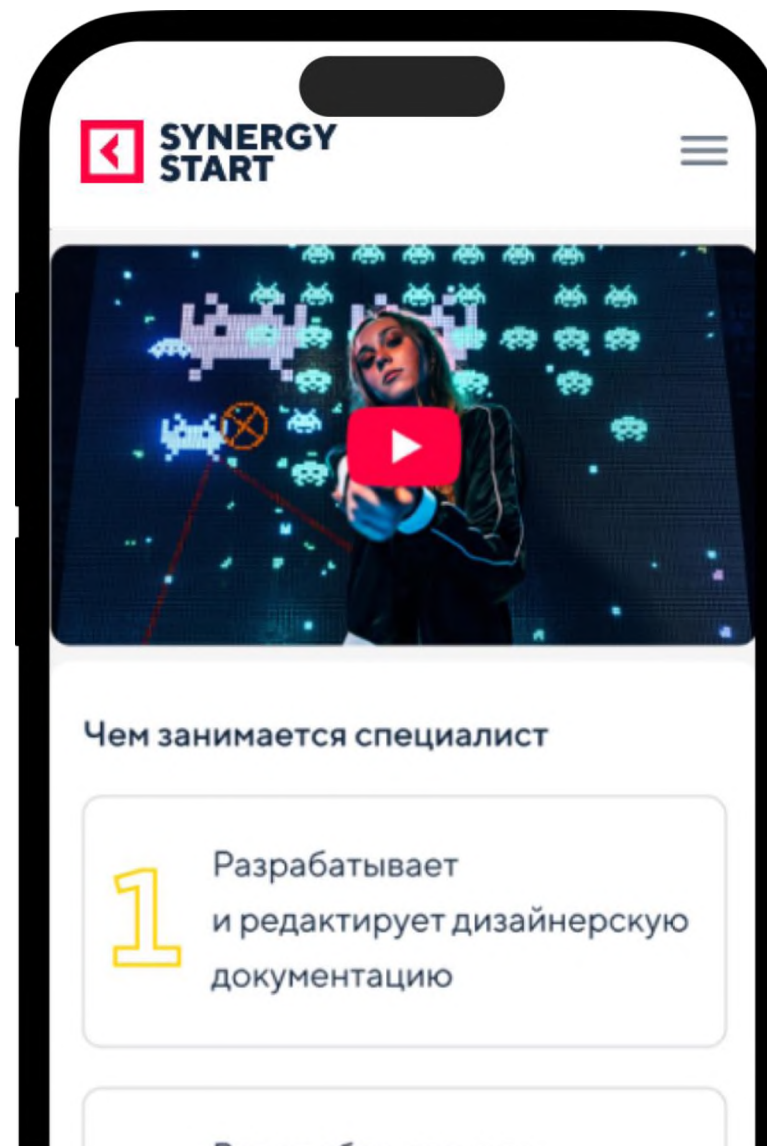 SYNERGY
START
Чем занимается специалист
1
Разрабатывает
и редактирует дизайнерскую
документацию